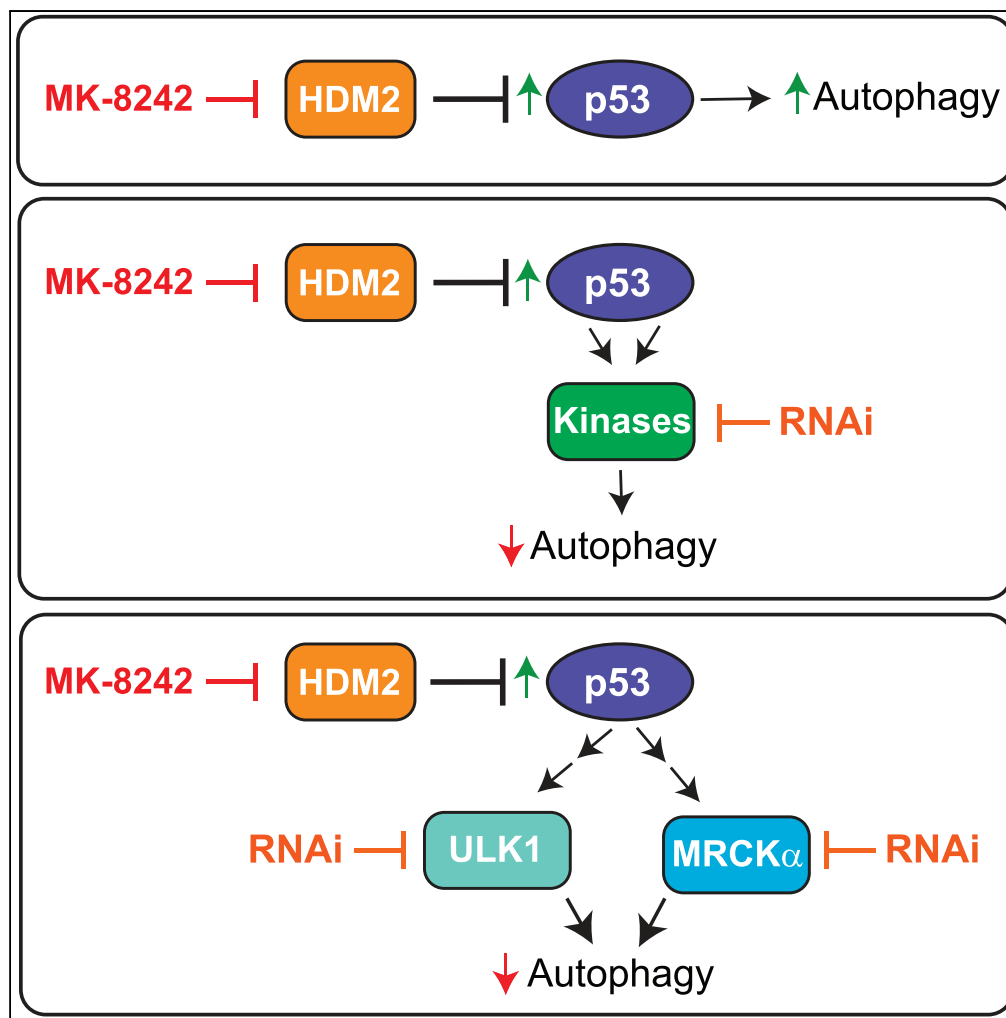 MK-8242 HDM2 p53 Autophagy
MK-8242 HDM2 p53
Kinases RNAi
Autophagy
MK-8242 HDM2 p53
RNAi ULK1 MRCKα RNAi
Autophagy